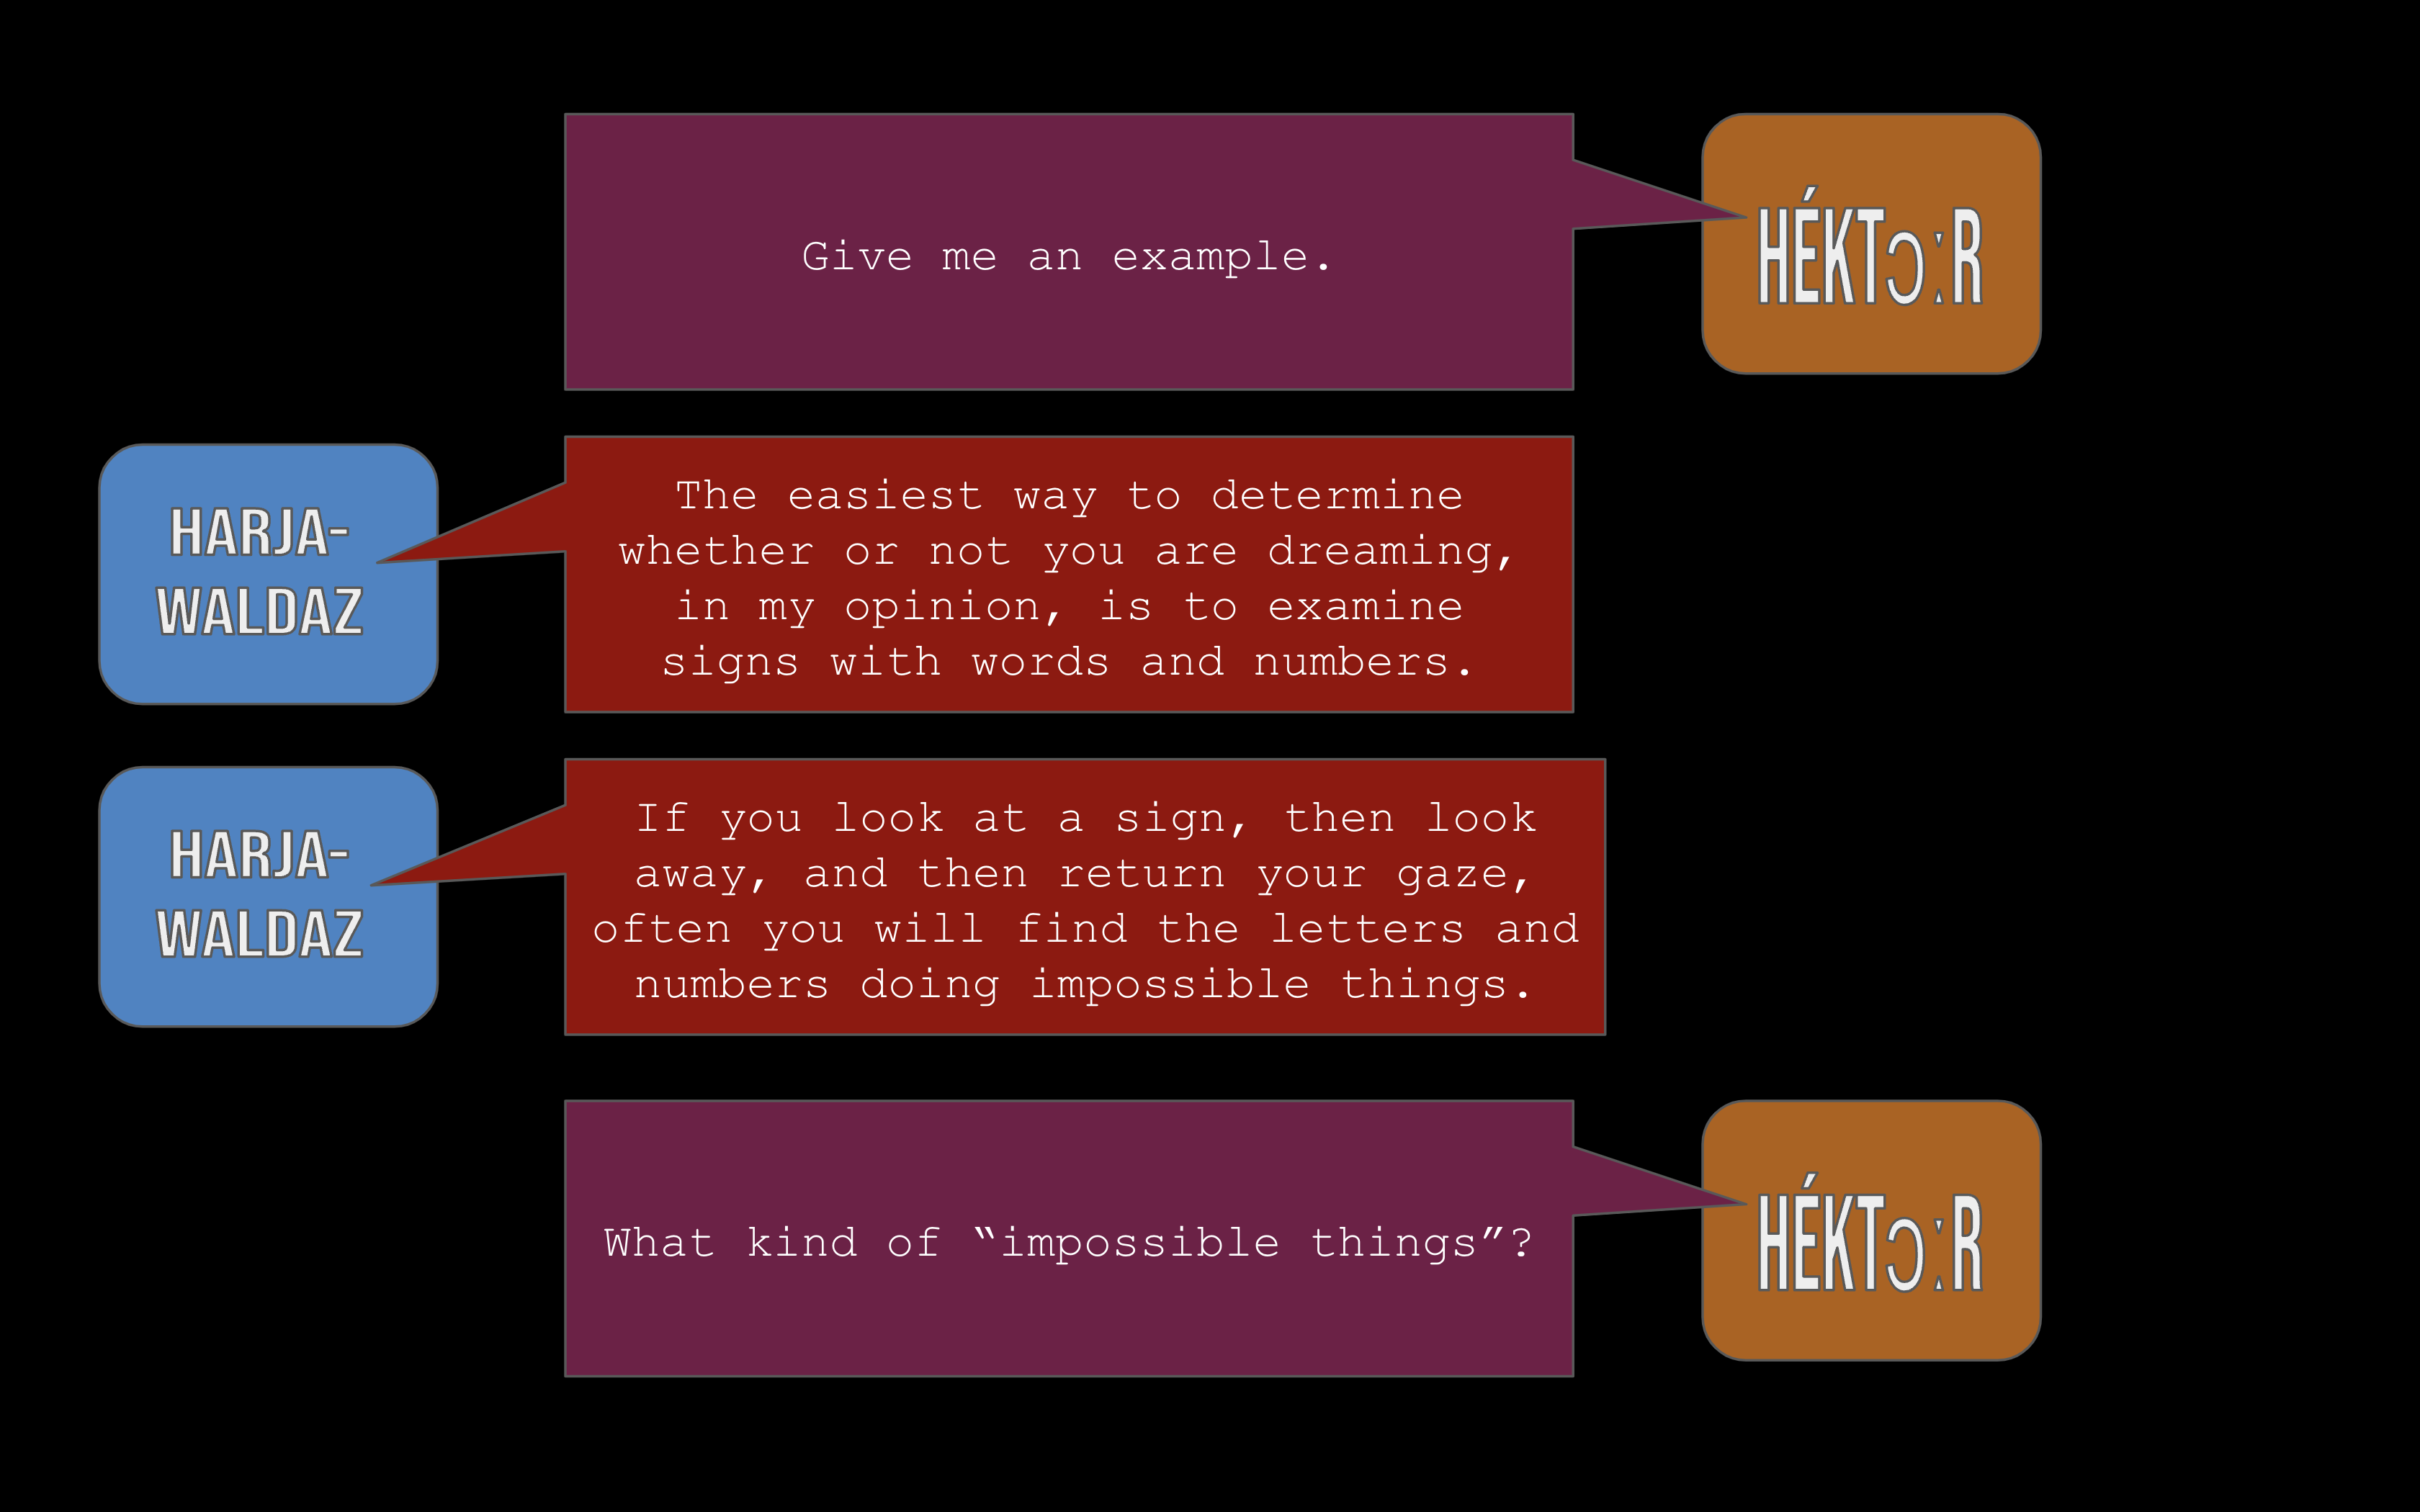 Give me an example.
HÉKTɔːR
HARJA-
WALDAZ
The easiest way to determine
whether or not you are dreaming,
in my opinion, is to examine
signs with words and numbers.
HARJA-
WALDAZ
If you look at a sign, then look
away, and then return your gaze,
often you will find the letters and
numbers doing impossible things.
What kind of “impossible things”?
HÉKTɔːR